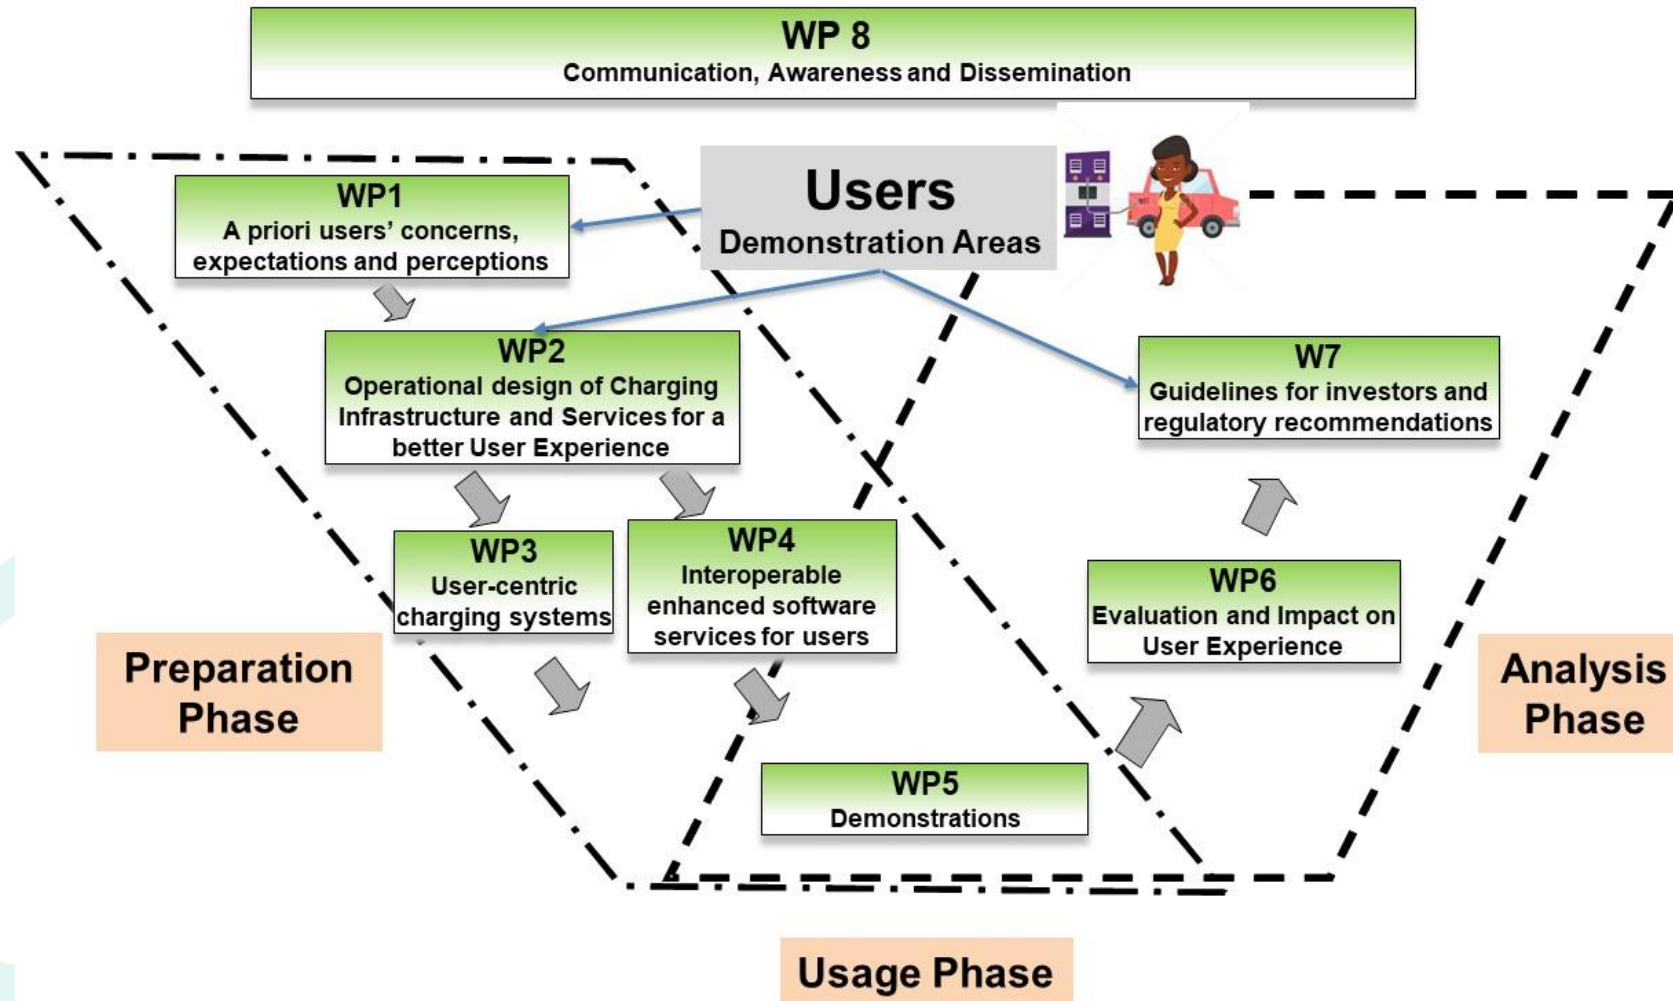 WP 8
Communication, Awareness and Dissemination
Users
Demonstration Areas
WP1
A priori users' concerns,
expectations and perceptions
WP2
Operational design of Charging
Infrastructure and Services for a
better User Experience
W7
Guidelines for investors and
regulatory recommendations
WP3
User-centric
charging systems
WP4
Interoperable
enhanced software
services for users
WP6
Evaluation and Impact on
User Experience
Preparation
Phase
Analysis
Phase
WP5
Demonstrations
Usage Phase